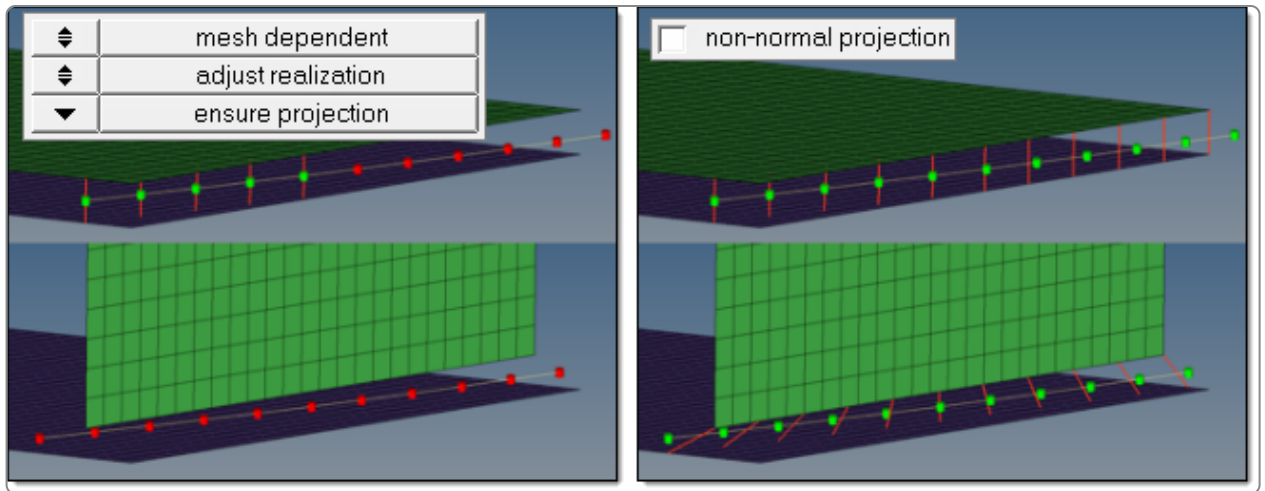 mesh dependent
adjust realization
ensure projection
non-normal projection